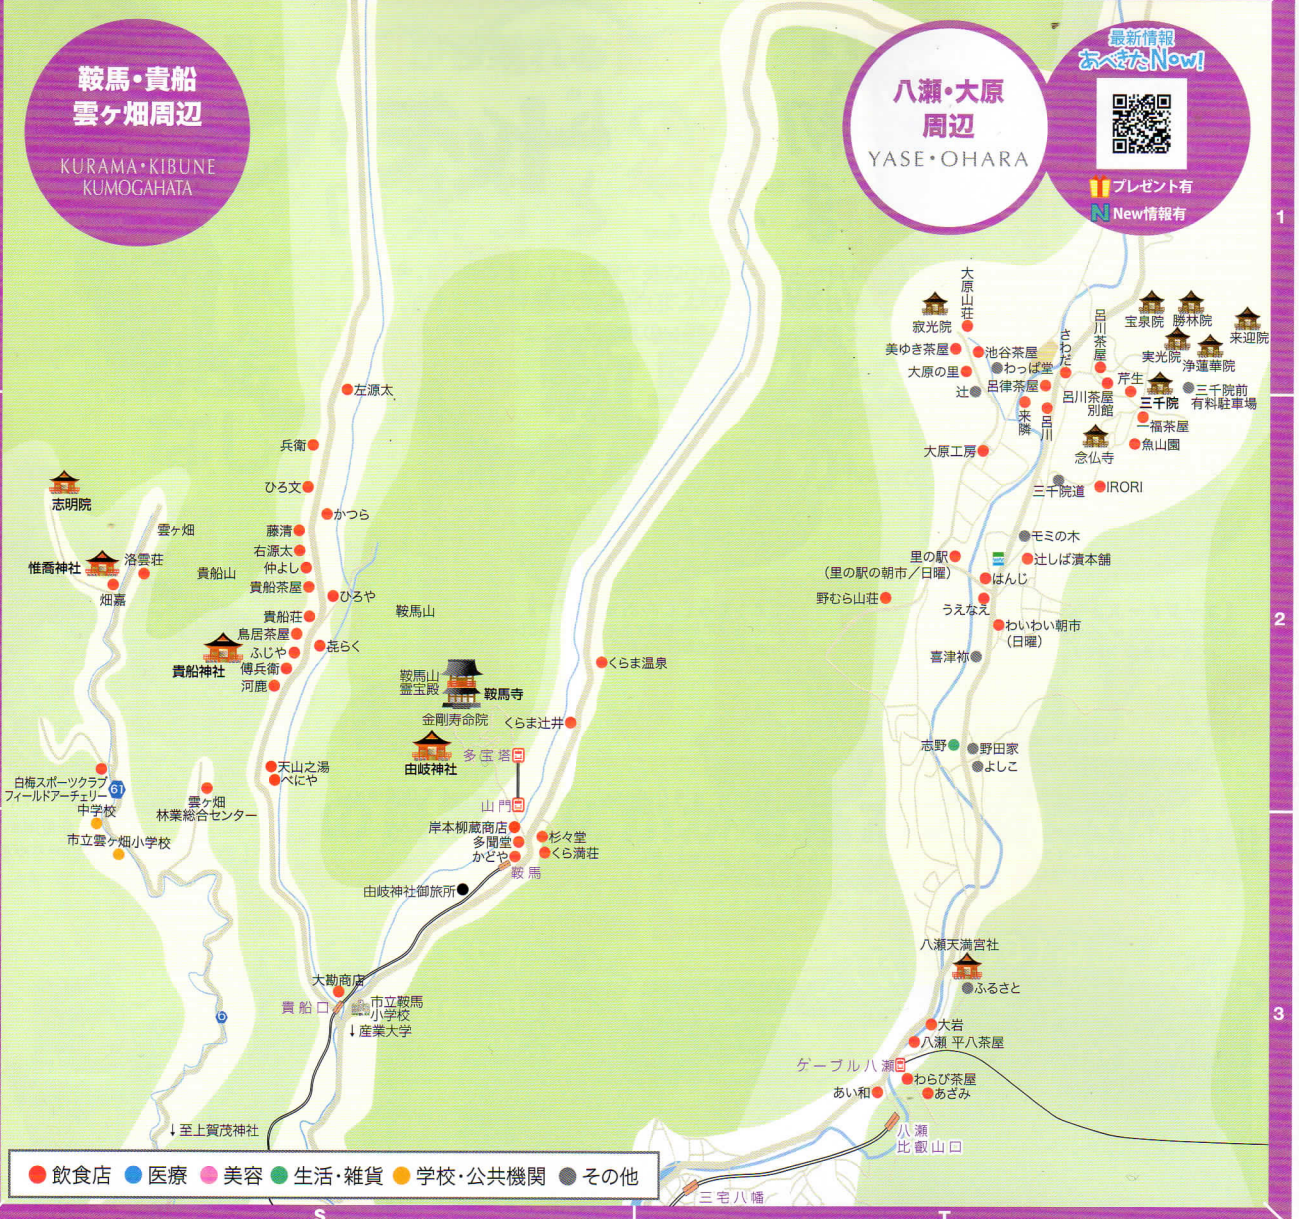 鞍馬・貴船
雲ヶ畑周辺
KURAMA・KIBUNE
KUMOGAHATA
八瀬・大原
周辺
YASE・OHARA
最新情報
あべきたNow!
プレゼント有
New情報有
1
2
3
左源太
兵衛
ひろ文
かつら
藤清
右源太
仲よし
貴船茶屋
ひろや
貴船荘
鳥居茶屋
㐂らく
ふじや
傳兵衛
河鹿
貴船神社
貴船山
鞍馬山
志明院
雲ヶ畑
惟喬神社
洛雲荘
畑嘉
鞍馬山
霊宝殿
鞍馬寺
金剛寿命院
由岐神社
くらま温泉
くらま辻井
多宝塔
山門
天山之湯
べにや
白梅スポーツクラブ
フィールドアーチェリー
61
中学校
市立雲ヶ畑小学校
雲ヶ畑
林業総合センター
岸本柳蔵商店
多聞堂
かどや
杉々堂
くら満荘
鞍馬
由岐神社御旅所
大勘商店
貴船口
市立鞍馬
小学校
↓産業大学
↓至上賀茂神社
大原山荘
寂光院
美ゆき茶屋
池谷茶屋
大原の里
わっぱ堂
辻
呂律茶屋
さわだ
呂川茶屋
来隣
呂川
呂川茶屋
別館
芹生
宝泉院
勝林院
来迎院
実光院
浄蓮華院
三千院
三千院前
有料駐車場
一福茶屋
念仏寺
魚山園
大原工房
三千院道
IRORI
モミの木
里の駅
(里の駅の朝市／日曜)
辻しば漬本舗
はんじ
野むら山荘
うえなえ
わいわい朝市
(日曜)
喜津祢
志野
野田家
よしこ
八瀬天満宮社
ふるさと
大岩
八瀬 平八茶屋
ケーブル八瀬
わらび茶屋
あい和
あざみ
八瀬
比叡山口
三宅八幡
飲食店
医療
美容
生活・雑貨
学校・公共機関
その他
S
T